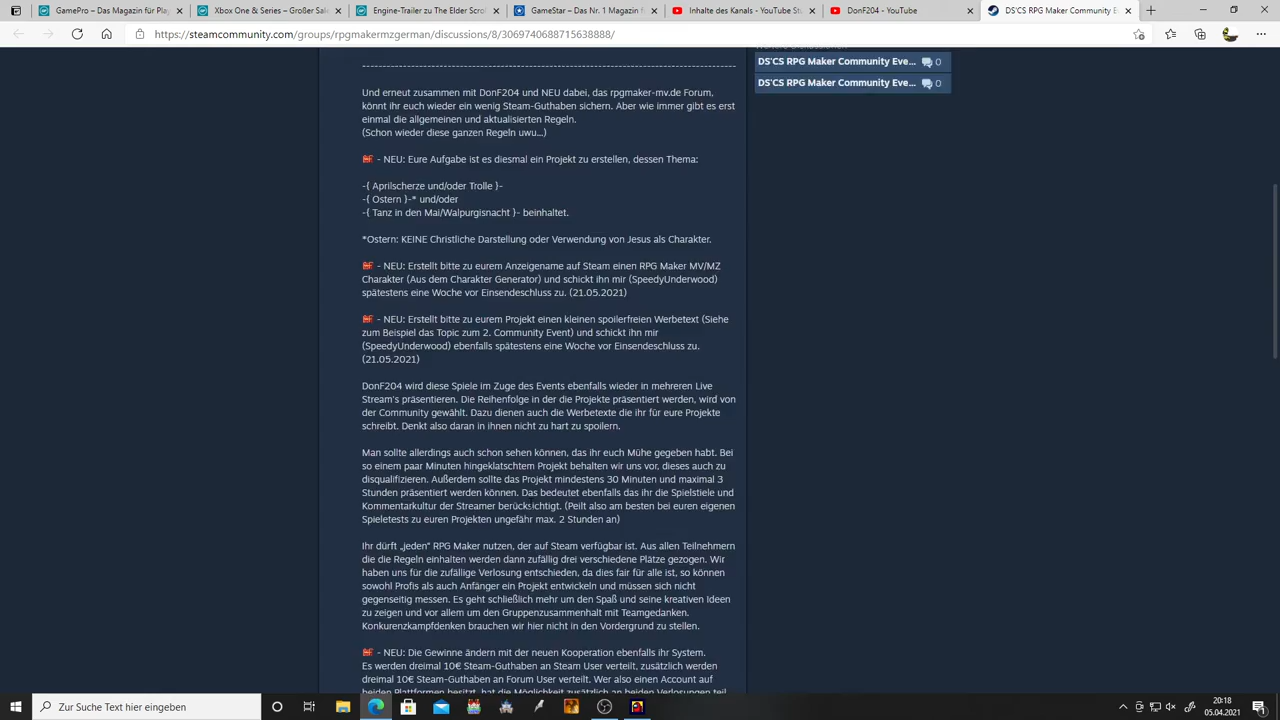 GamePro – Das Magazin für Play
Xbox One & Series – Großer Sale
Engine-Trailer zu The Elder Scroll
GameStar – Das Nr. 1 Magazin f
Inhalte des Kanals - YouTube Stu
DonF204 - YouTube
DS'CS RPG Maker Community Ev
https://steamcommunity.com/groups/rpgmakermzgerman/discussions/8/3069740688715638888/
DS'CS RPG Maker Community Eve... 0
DS'CS RPG Maker Community Eve... 0
Und erneut zusammen mit DonF204 und NEU dabei, das rpgmaker-mv.de Forum,
könnt ihr euch wieder ein wenig Steam-Guthaben sichern. Aber wie immer gibt es erst
einmal die allgemeinen und aktualisierten Regeln.
(Schon wieder diese ganzen Regeln uwu...)
- NEU: Eure Aufgabe ist es diesmal ein Projekt zu erstellen, dessen Thema:
-{ Aprilscherze und/oder Trolle }-
-{ Ostern }-* und/oder
-{ Tanz in den Mai/Walpurgisnacht }- beinhaltet.
*Ostern: KEINE Christliche Darstellung oder Verwendung von Jesus als Charakter.
- NEU: Erstellt bitte zu eurem Anzeigename auf Steam einen RPG Maker MV/MZ
Charakter (Aus dem Charakter Generator) und schickt ihn mir (SpeedyUnderwood)
spätestens eine Woche vor Einsendeschluss zu. (21.05.2021)
- NEU: Erstellt bitte zu eurem Projekt einen kleinen spoilerfreien Werbetext (Siehe
zum Beispiel das Topic zum 2. Community Event) und schickt ihn mir
(SpeedyUnderwood) ebenfalls spätestens eine Woche vor Einsendeschluss zu.
(21.05.2021)
DonF204 wird diese Spiele im Zuge des Events ebenfalls wieder in mehreren Live
Stream's präsentieren. Die Reihenfolge in der die Projekte präsentiert werden, wird von
der Community gewählt. Dazu dienen auch die Werbetexte die ihr für eure Projekte
schreibt. Denkt also daran in ihnen nicht zu hart zu spoilern.
Man sollte allerdings auch schon sehen können, das ihr euch Mühe gegeben habt. Bei
so einem paar Minuten hingeklatschtem Projekt behalten wir uns vor, dieses auch zu
disqualifizieren. Außerdem sollte das Projekt mindestens 30 Minuten und maximal 3
Stunden präsentiert werden können. Das bedeutet ebenfalls das ihr die Spielstiele und
Kommentarkultur der Streamer berücksichtigt. (Peilt also am besten bei euren eigenen
Spieletests zu euren Projekten ungefähr max. 2 Stunden an)
Ihr dürft „jeden“ RPG Maker nutzen, der auf Steam verfügbar ist. Aus allen Teilnehmern
die die Regeln einhalten werden dann zufällig drei verschiedene Plätze gezogen. Wir
haben uns für die zufällige Verlosung entschieden, da dies fair für alle ist, so können
sowohl Profis als auch Anfänger ein Projekt entwickeln und müssen sich nicht
gegenseitig messen. Es geht schließlich mehr um den Spaß und seine kreativen Ideen
zu zeigen und vor allem um den Gruppenzusammenhalt mit Teamgedanken.
Konkurenzkampfdenken brauchen wir hier nicht in den Vordergrund zu stellen.
- NEU: Die Gewinne ändern mit der neuen Kooperation ebenfalls ihr System.
Es werden dreimal 10€ Steam-Guthaben an Steam User verteilt, zusätzlich werden
dreimal 10€ Steam-Guthaben an Forum User verteilt. Wer also einen Account auf
beiden Plattformen besitzt, hat die Möglichkeit zusätzlich an beiden Verlosungen teil
Zur Suche Text hier eingeben
20:18
05.04.2021